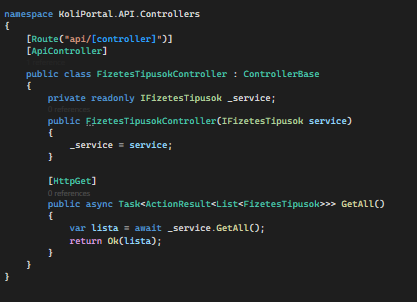 namespace KoliPortal.API.Controllers
{
[Route("api/[controller]")]
[ApiController]
public class FizetesTipusokController : ControllerBase
{
private readonly IFizetesTipusok _service;
0 references
public FizetesTipusokController(IFizetesTipusok service)
{
_service = service;
}
[HttpGet]
0 references
public async Task<ActionResult<List<FizetesTipusok>>> GetAll()
{
var lista = await _service.GetAll();
return Ok(lista);
}
}
}